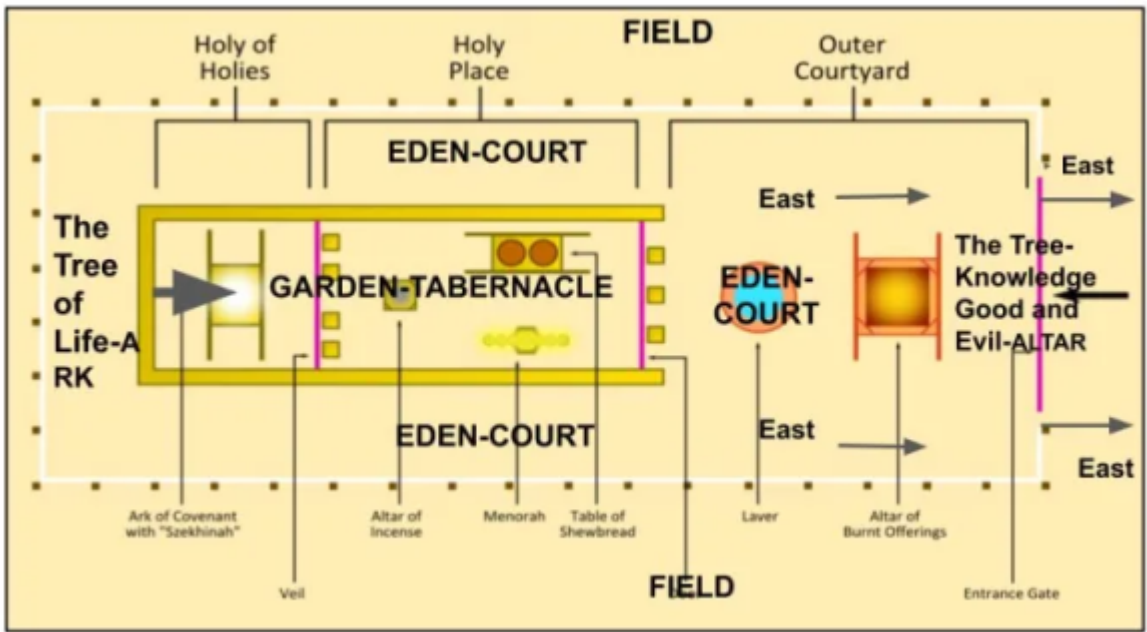 FIELD
Holy of
Holies
Holy
Place
Outer
Courtyard
EDEN-COURT
East
East
The
Tree
of
Life-A
RK
GARDEN-TABERNACLE
EDEN-
COURT
The Tree-
Knowledge
Good and
Evil-ALTAR
EDEN-COURT
East
East
Ark of Covenant
with "Szekhinah"
Altar of
Incense
Menorah
Table of
Shewbread
Laver
Altar of
Burnt Offerings
Veil
FIELD
Entrance Gate